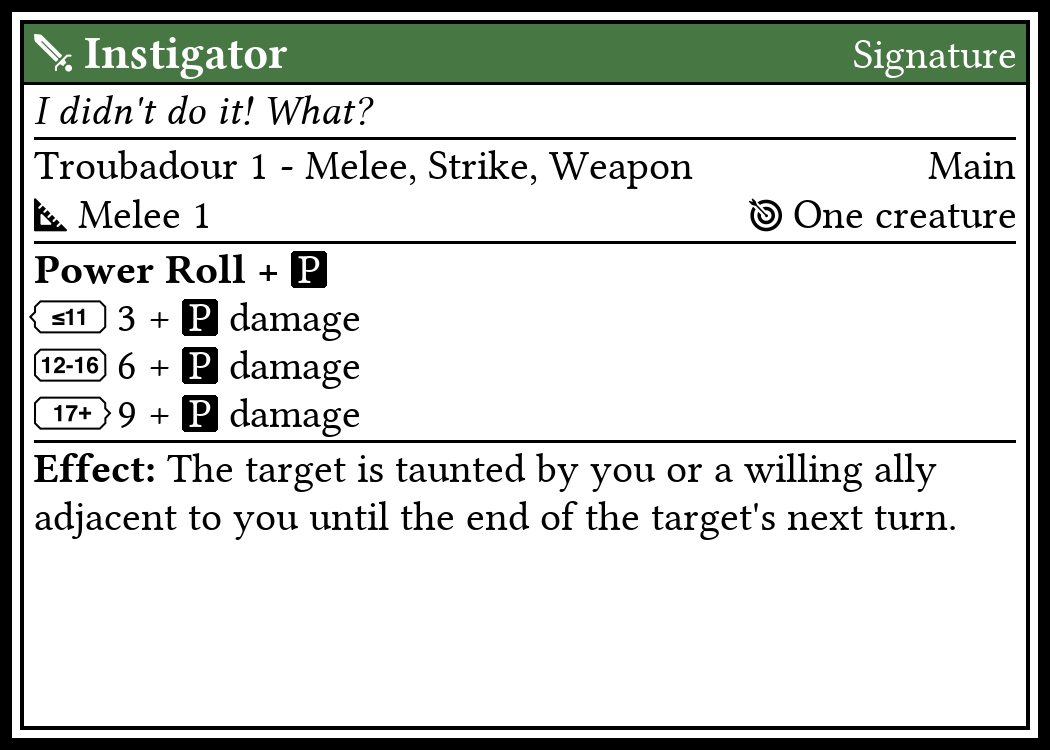 Instigator Signature
I didn't do it! What?
Troubadour 1 - Melee, Strike, Weapon Main
Melee 1 One creature
Power Roll + P
≤11 3 + P damage
12-16 6 + P damage
17+ 9 + P damage
Effect: The target is taunted by you or a willing ally
adjacent to you until the end of the target's next turn.